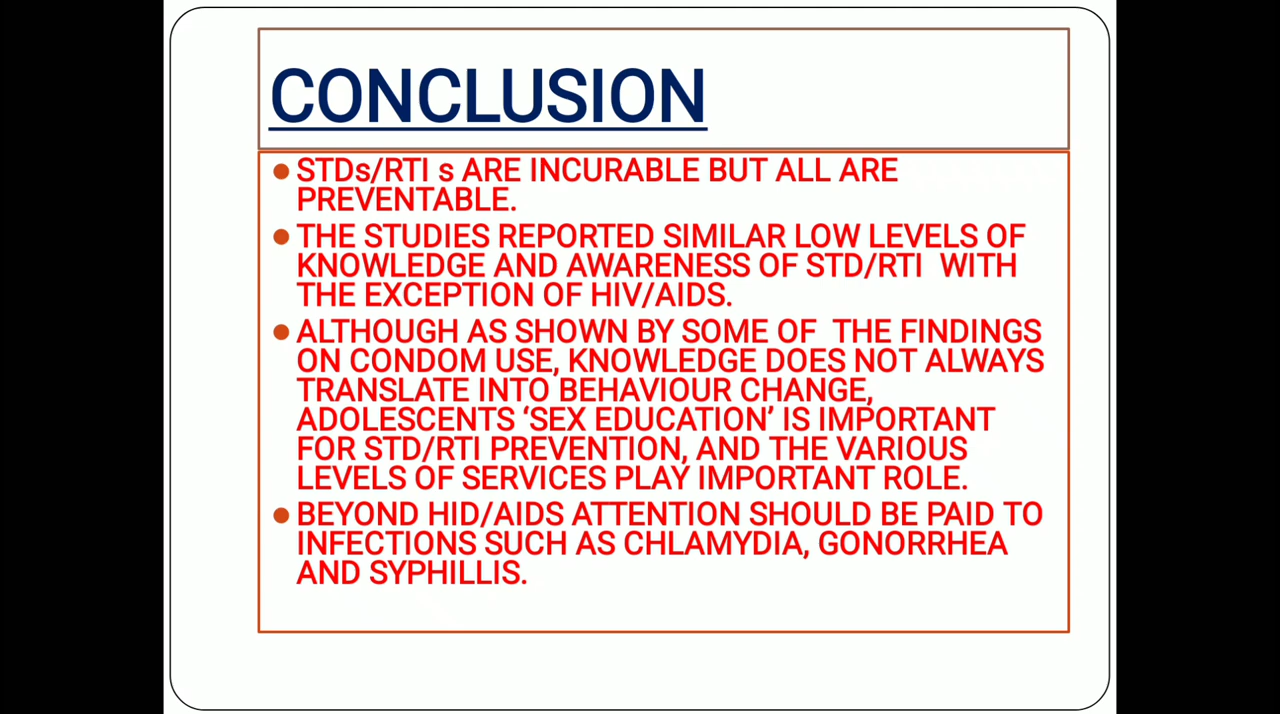 CONCLUSION
STDs/RTI s ARE INCURABLE BUT ALL ARE
PREVENTABLE.
THE STUDIES REPORTED SIMILAR LOW LEVELS OF
KNOWLEDGE AND AWARENESS OF STD/RTI  WITH
THE EXCEPTION OF HIV/AIDS.
ALTHOUGH AS SHOWN BY SOME OF  THE FINDINGS
ON CONDOM USE, KNOWLEDGE DOES NOT ALWAYS
TRANSLATE INTO BEHAVIOUR CHANGE,
ADOLESCENTS ‘SEX EDUCATION’ IS IMPORTANT
FOR STD/RTI PREVENTION, AND THE VARIOUS
LEVELS OF SERVICES PLAY IMPORTANT ROLE.
BEYOND HID/AIDS ATTENTION SHOULD BE PAID TO
INFECTIONS SUCH AS CHLAMYDIA, GONORRHEA
AND SYPHILLIS.